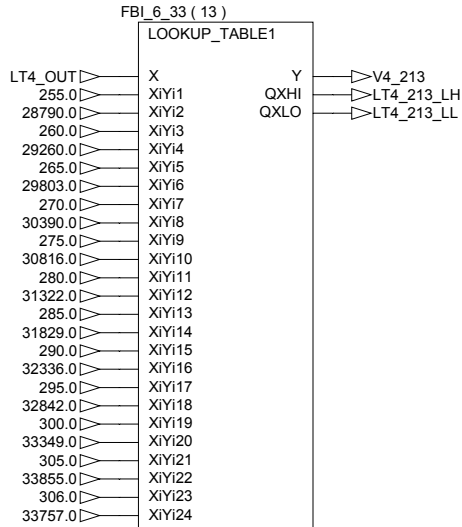 FBI_6_33 ( 13 )
LOOKUP_TABLE1
LT4_OUT X Y V4_213
255.0 XiYi1 QXHI LT4_213_LH
28790.0 XiYi2 QXLO LT4_213_LL
260.0 XiYi3
29260.0 XiYi4
265.0 XiYi5
29803.0 XiYi6
270.0 XiYi7
30390.0 XiYi8
275.0 XiYi9
30816.0 XiYi10
280.0 XiYi11
31322.0 XiYi12
285.0 XiYi13
31829.0 XiYi14
290.0 XiYi15
32336.0 XiYi16
295.0 XiYi17
32842.0 XiYi18
300.0 XiYi19
33349.0 XiYi20
305.0 XiYi21
33855.0 XiYi22
306.0 XiYi23
33757.0 XiYi24